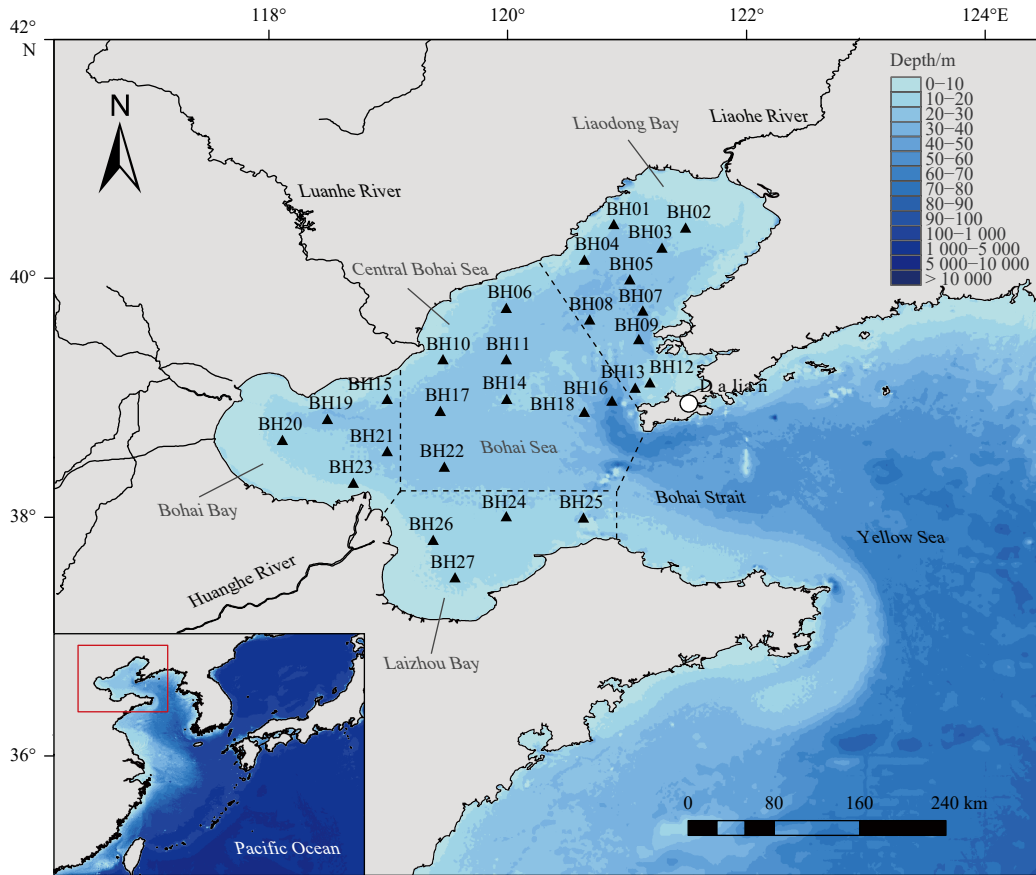 118°
120°
122°
124°E
42°
N
Depth/m
0−10
10−20
20−30
30−40
40−50
50−60
60−70
70−80
80−90
90−100
100−1 000
1 000−5 000
5 000−10 000
> 10 000
N
Liaohe River
Liaodong Bay
Luanhe River
BH01
BH02
BH03
BH04
BH05
40°
Central Bohai Sea
BH06
BH07
BH08
BH09
BH10
BH11
BH12
BH13
Dalian
BH14
BH15
BH16
BH17
BH18
BH19
BH20
BH21
Bohai Sea
BH22
BH23
Bohai Bay
38°
BH24
BH25
Bohai Strait
BH26
Yellow Sea
BH27
Huanghe River
Laizhou Bay
36°
0
80
160
240 km
Pacific Ocean